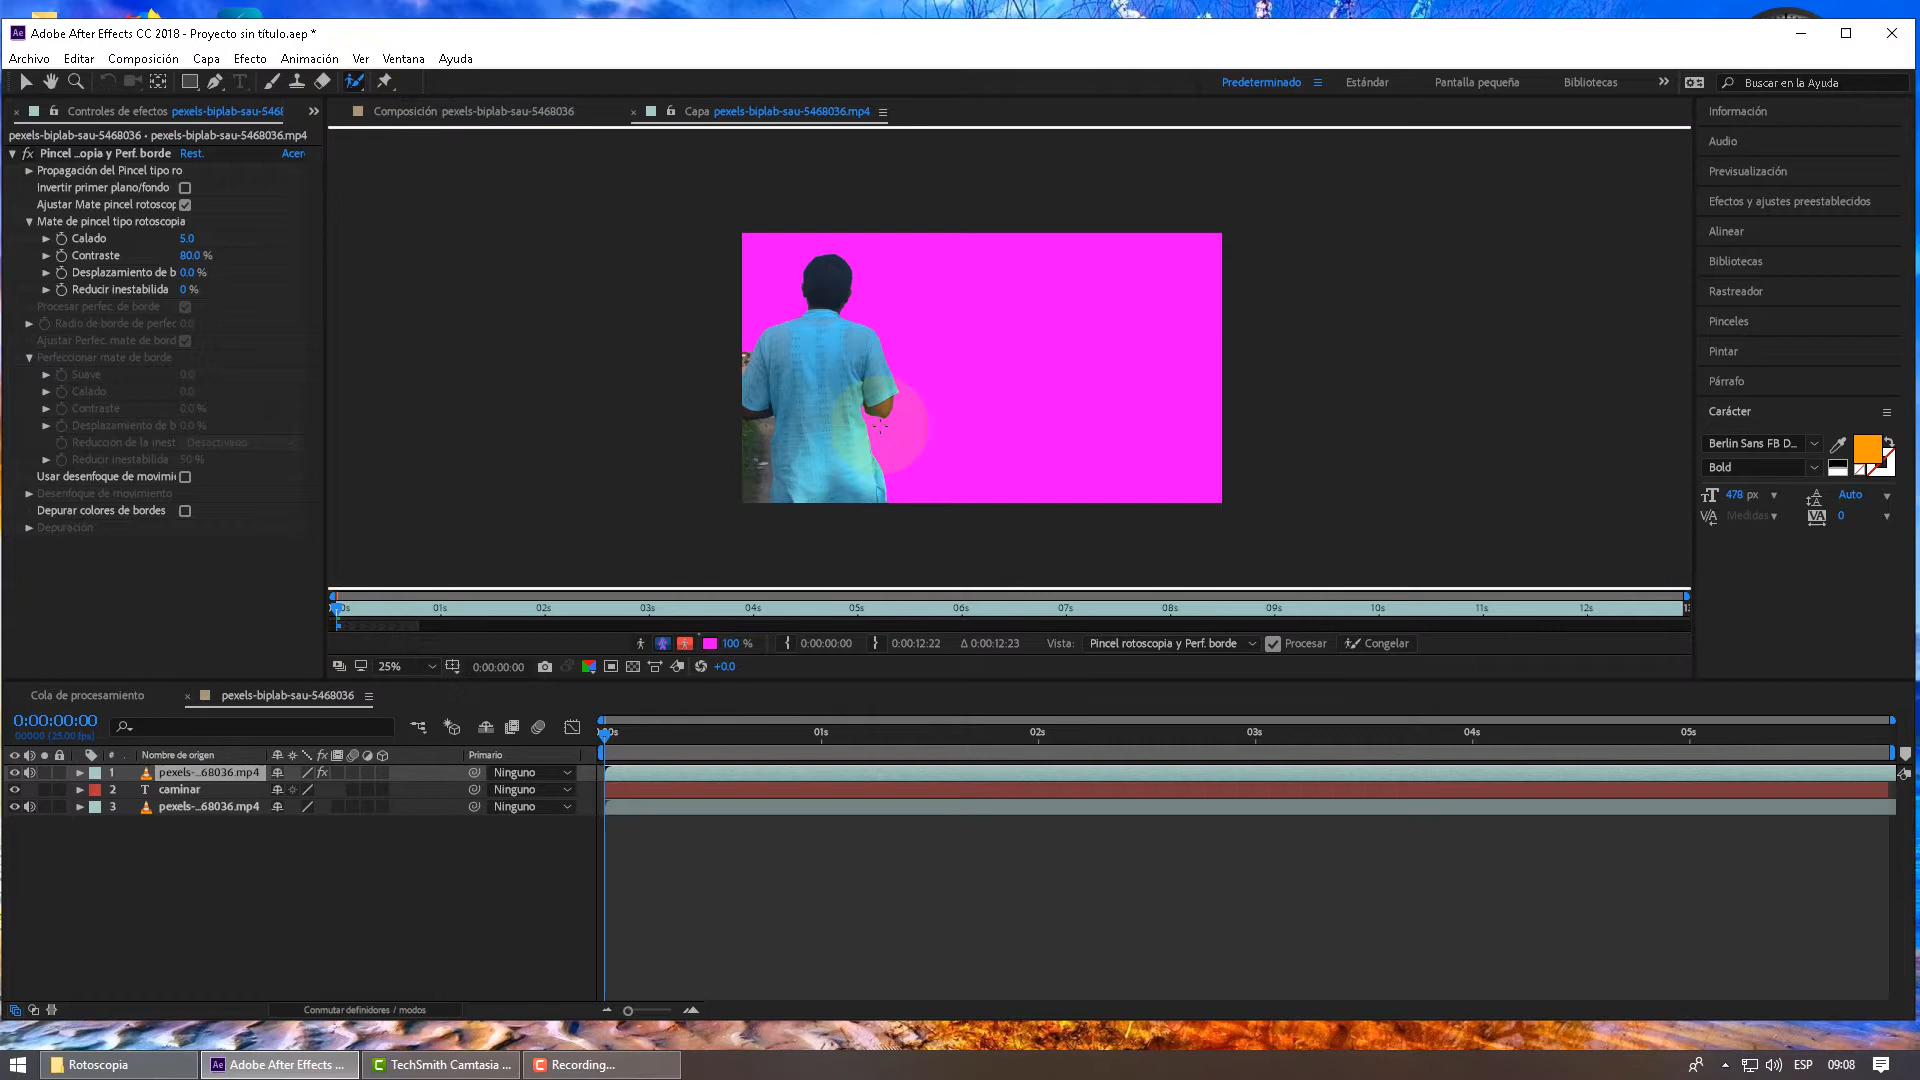 Adobe After Effects CC 2018 - Proyecto sin título.aep *
Archivo Editar Composición Capa Efecto Animación Ver Ventana Ayuda
Predeterminado Estándar Pantalla pequeña Bibliotecas Buscar en la Ayuda
Controles de efectos pexels-biplab-sau-5468
Composición pexels-biplab-sau-5468036
Capa pexels-biplab-sau-5468036.mp4
pexels-biplab-sau-5468036 • pexels-biplab-sau-5468036.mp4
fx Pincel ...opia y Perf. borde Rest. Acer
Propagación del Pincel tipo ro
Invertir primer plano/fondo
Ajustar Mate pincel rotoscop
Mate de pincel tipo rotoscopia
Calado 5.0
Contraste 80.0 %
Desplazamiento de b 0.0 %
Reducir inestabilida 0 %
Procesar perfec. de borde
Radio de borde de perfec 0.0
Ajustar Perfec. mate de bord
Perfeccionar mate de borde
Suave 0.0
Calado 0.0
Contraste 0.0 %
Desplazamiento de b 0.0 %
Reducción de la inest Desactivado
Reducir inestabilida 50 %
Usar desenfoque de movimi
Desenfoque de movimiento
Depurar colores de bordes
Depuración
Información
Audio
Previsualización
Efectos y ajustes preestablecidos
Alinear
Bibliotecas
Rastreador
Pinceles
Pintar
Párrafo
Carácter
Berlin Sans FB D...
Bold
478 px Auto
Medidas 0
01s 02s 03s 04s 05s 06s 07s 08s 09s 10s 11s 12s
100 % 0:00:00:00 0:00:12:22 Δ 0:00:12:23 Vista: Pincel rotoscopia y Perf. borde Procesar Congelar
25% 0:00:00:00 +0.0
Cola de procesamiento pexels-biplab-sau-5468036
0:00:00:00
00000 (25.00 fps)
01s 02s 03s 04s 05s
# Nombre de origen fx Primario
1 pexels-...68036.mp4 fx Ninguno
2 T caminar Ninguno
3 pexels-...68036.mp4 Ninguno
Conmutar definidores / modos
Rotoscopia Ae Adobe After Effects ... TechSmith Camtasia ... Recording... ESP 09:08